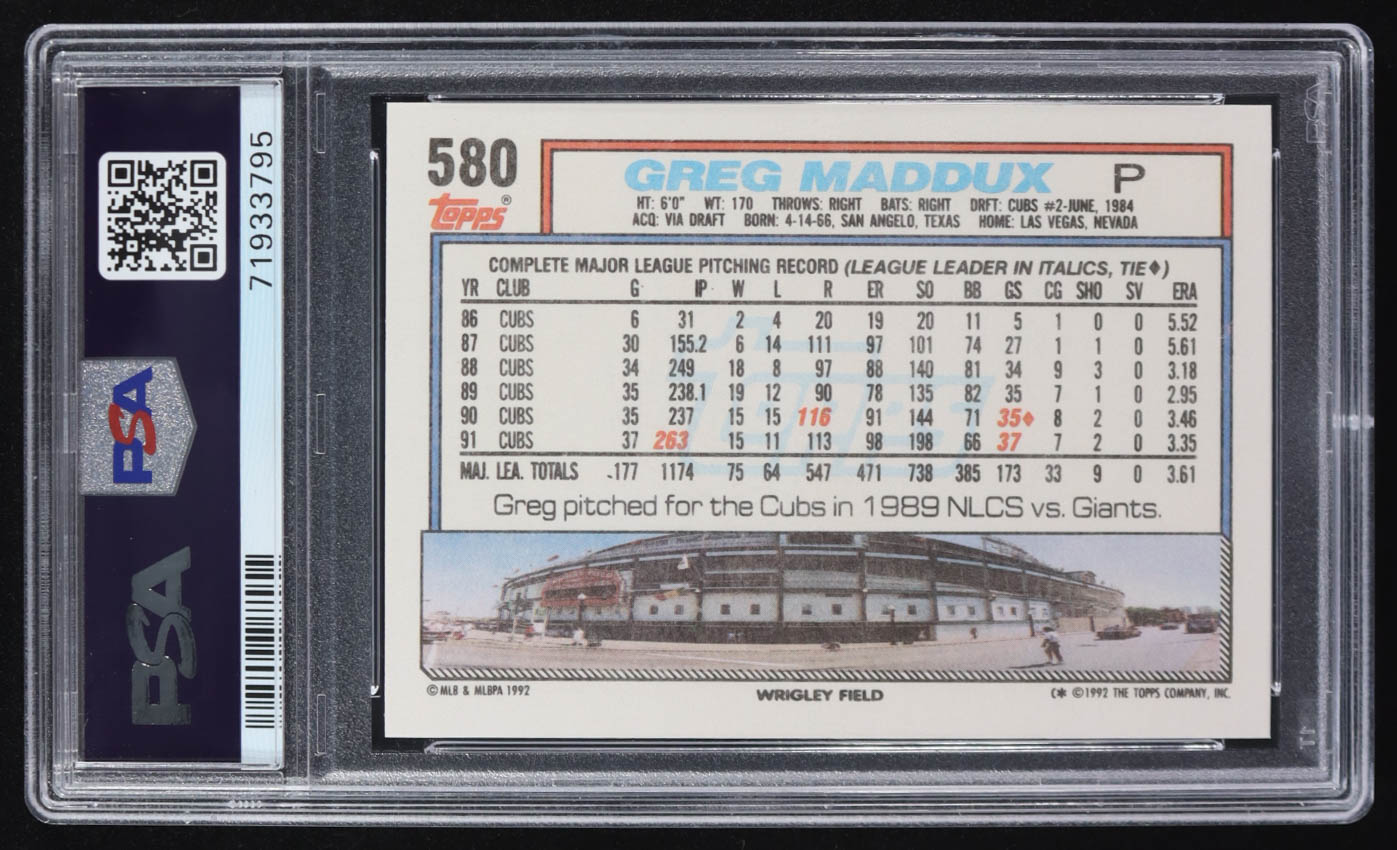 71933795
PSA
PSA
580
Topps®
GREG MADDUX P
HT: 6'0" WT: 170 THROWS: RIGHT BATS: RIGHT DRFT: CUBS #2-JUNE, 1984
ACQ: VIA DRAFT BORN: 4-14-66, SAN ANGELO, TEXAS HOME: LAS VEGAS, NEVADA
COMPLETE MAJOR LEAGUE PITCHING RECORD (LEAGUE LEADER IN ITALICS, TIE♦)
YR CLUB G IP W L R ER SO BB GS CG SHO SV ERA
86 CUBS 6 31 2 4 20 19 20 11 5 1 0 0 5.52
87 CUBS 30 155.2 6 14 111 97 101 74 27 1 1 0 5.61
88 CUBS 34 249 18 8 97 88 140 81 34 9 3 0 3.18
89 CUBS 35 238.1 19 12 90 78 135 82 35 7 1 0 2.95
90 CUBS 35 237 15 15 116 91 144 71 35♦ 8 2 0 3.46
91 CUBS 37 263 15 11 113 98 198 66 37 7 2 0 3.35
MAJ. LEA. TOTALS 177 1174 75 64 547 471 738 385 173 33 9 0 3.61
Greg pitched for the Cubs in 1989 NLCS vs. Giants.
© MLB & MLBPA 1992
WRIGLEY FIELD
C* ©1992 THE TOPPS COMPANY, INC.